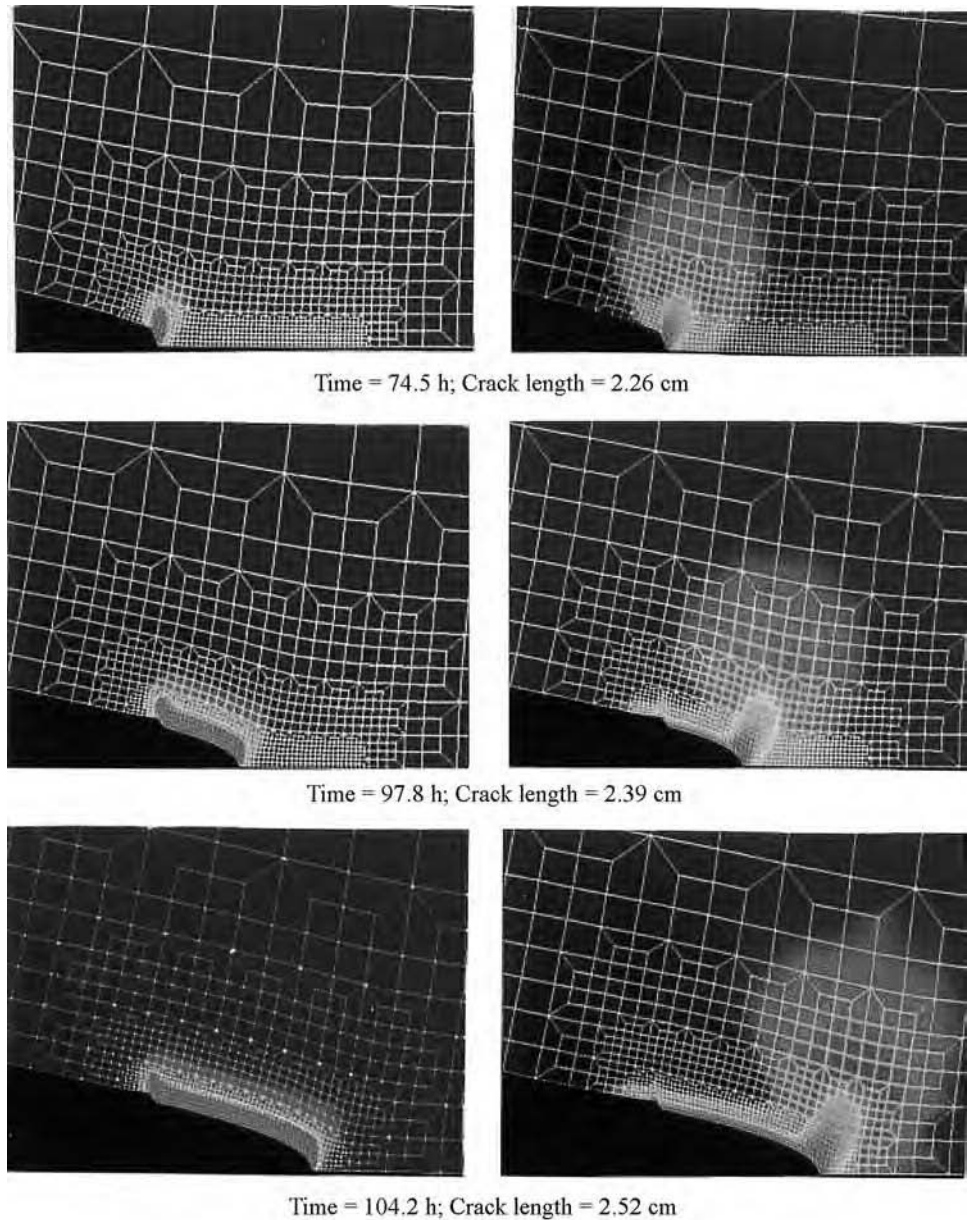 Time = 74.5 h; Crack length = 2.26 cm
Time = 97.8 h; Crack length = 2.39 cm
Time = 104.2 h; Crack length = 2.52 cm